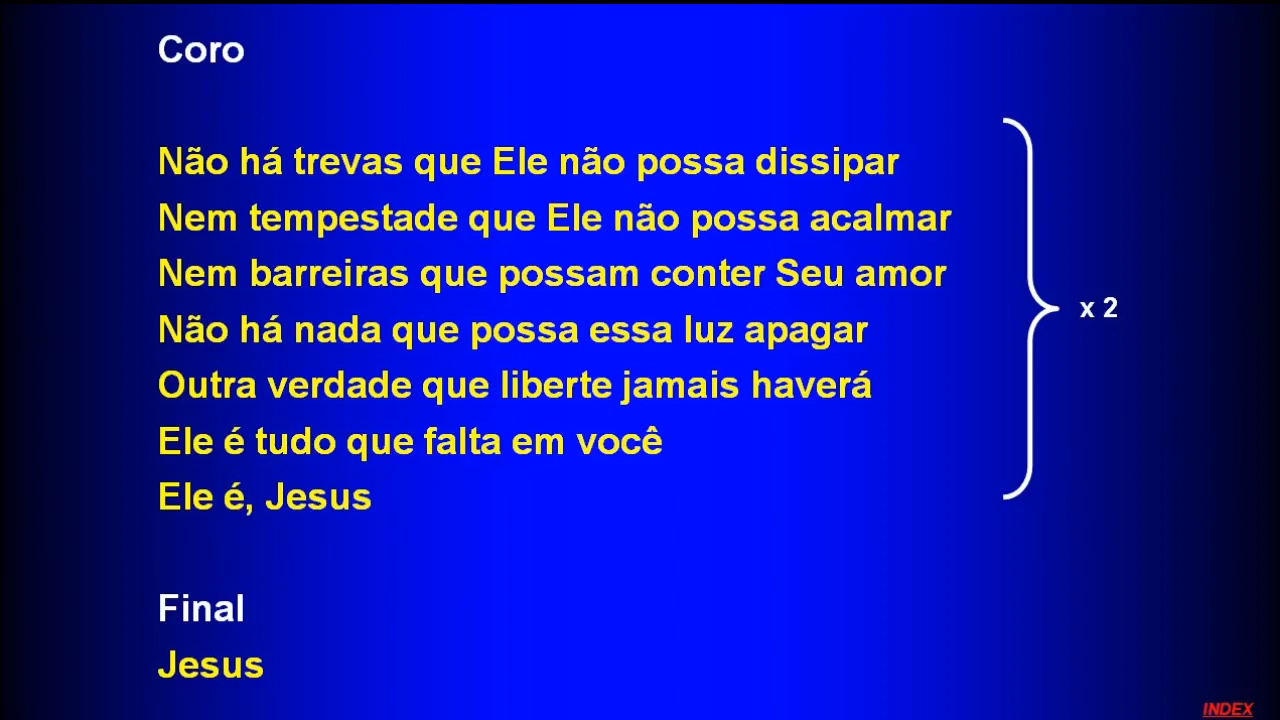 Coro
Não há trevas que Ele não possa dissipar
Nem tempestade que Ele não possa acalmar
Nem barreiras que possam conter Seu amor
Não há nada que possa essa luz apagar
Outra verdade que liberte jamais haverá
Ele é tudo que falta em você
Ele é, Jesus
x 2
Final
Jesus
INDEX